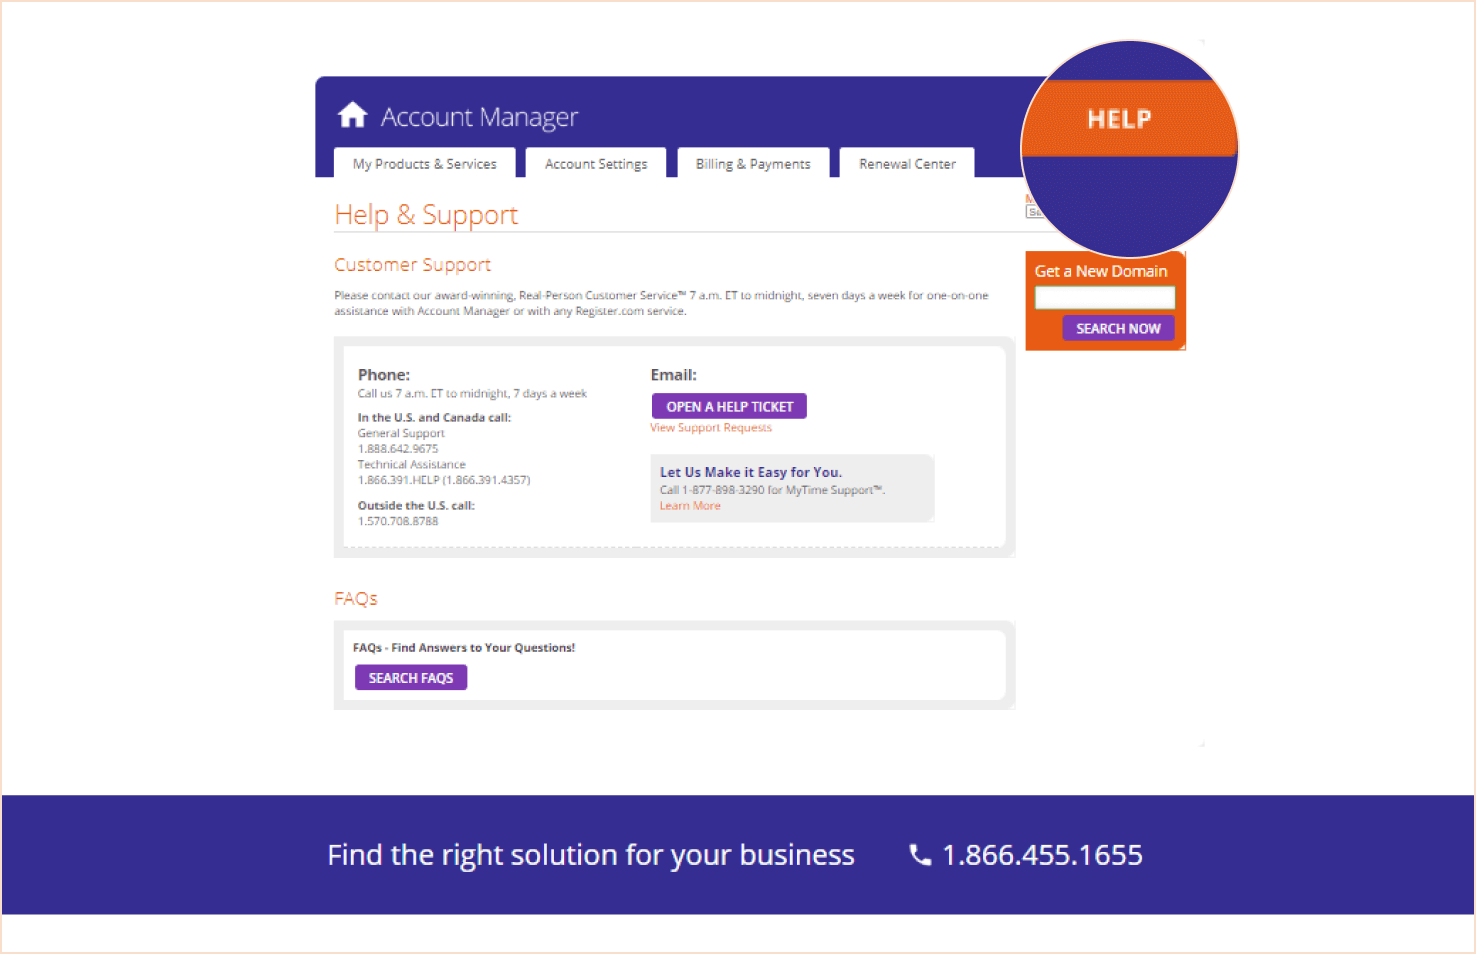 HELP
Account Manager
My Products & Services
Account Settings
Billing & Payments
Renewal Center
Help & Support
Customer Support
Please contact our award-winning, Real-Person Customer Service™ 7 a.m. ET to midnight, seven days a week for one-on-one
assistance with Account Manager or with any Register.com service.
Get a New Domain
SEARCH NOW
Phone:
Call us 7 a.m. ET to midnight, 7 days a week
In the U.S. and Canada call:
General Support
1.888.642.9675
Technical Assistance
1.866.391.HELP (1.866.391.4357)
Outside the U.S. call:
1.570.708.8788
Email:
OPEN A HELP TICKET
View Support Requests
Let Us Make it Easy for You.
Call 1-877-898-3290 for MyTime Support™.
Learn More
FAQs
FAQs - Find Answers to Your Questions!
SEARCH FAQS
Find the right solution for your business
1.866.455.1655